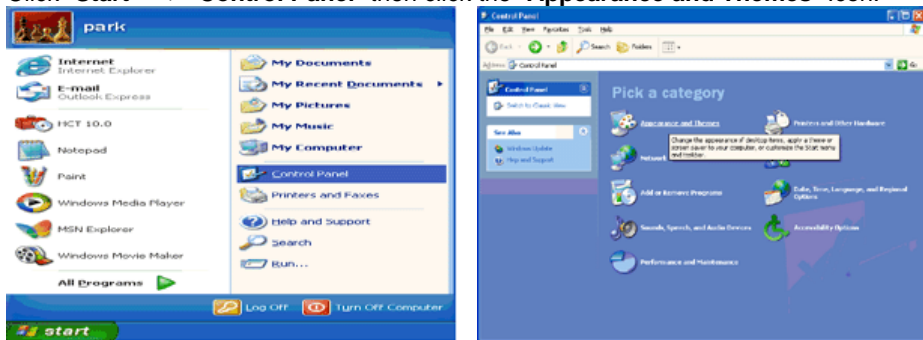 Click "Start" "Control Panel" then click the "Appearance and Themes" icon.
park
Internet
Internet Explorer
E-mail
Outlook Express
HCT 10.0
Notepad
Paint
Windows Media Player
MSN Explorer
Windows Movie Maker
All Programs
My Documents
My Recent Documents
My Pictures
My Music
My Computer
Control Panel
Printers and Faxes
Help and Support
Search
Run...
Log Off
Turn Off Computer
start
Control Panel
File Edit View Favorites Tools Help
Back Search Folders
Address Control Panel Go
Control Panel
Switch to Classic View
See Also
Windows Update
Help and Support
Pick a category
Appearance and Themes
Printers and Other Hardware
Change the appearance of desktop items, apply a theme or
screen saver to your computer, or customize the Start menu
and taskbar.
Network
Add or Remove Programs
Date, Time, Language, and Regional
Options
Sounds, Speech, and Audio Devices
Accessibility Options
Performance and Maintenance